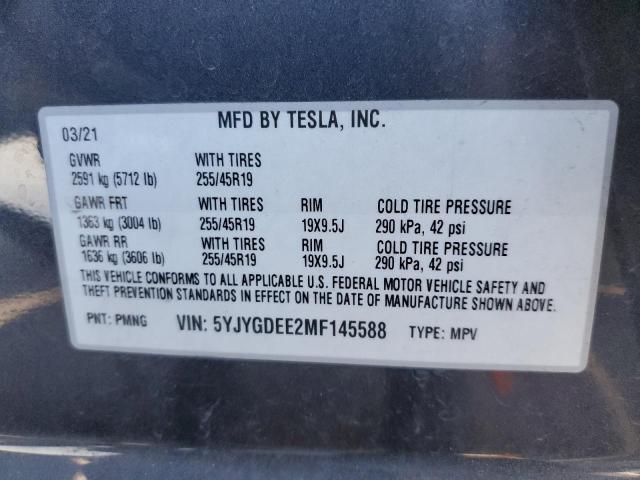 MFD BY TESLA, INC.
03/21
GVWR WITH TIRES
2591 kg (5712 lb) 255/45R19
GAWR FRT WITH TIRES RIM COLD TIRE PRESSURE
1363 kg (3004 lb) 255/45R19 19X9.5J 290 kPa, 42 psi
GAWR RR WITH TIRES RIM COLD TIRE PRESSURE
1636 kg (3606 lb) 255/45R19 19X9.5J 290 kPa, 42 psi
THIS VEHICLE CONFORMS TO ALL APPLICABLE U.S. FEDERAL MOTOR VEHICLE SAFETY AND
THEFT PREVENTION STANDARDS IN EFFECT ON THE DATE OF MANUFACTURE SHOWN ABOVE.
PNT: PMNG VIN: 5YJYGDEE2MF145588 TYPE: MPV